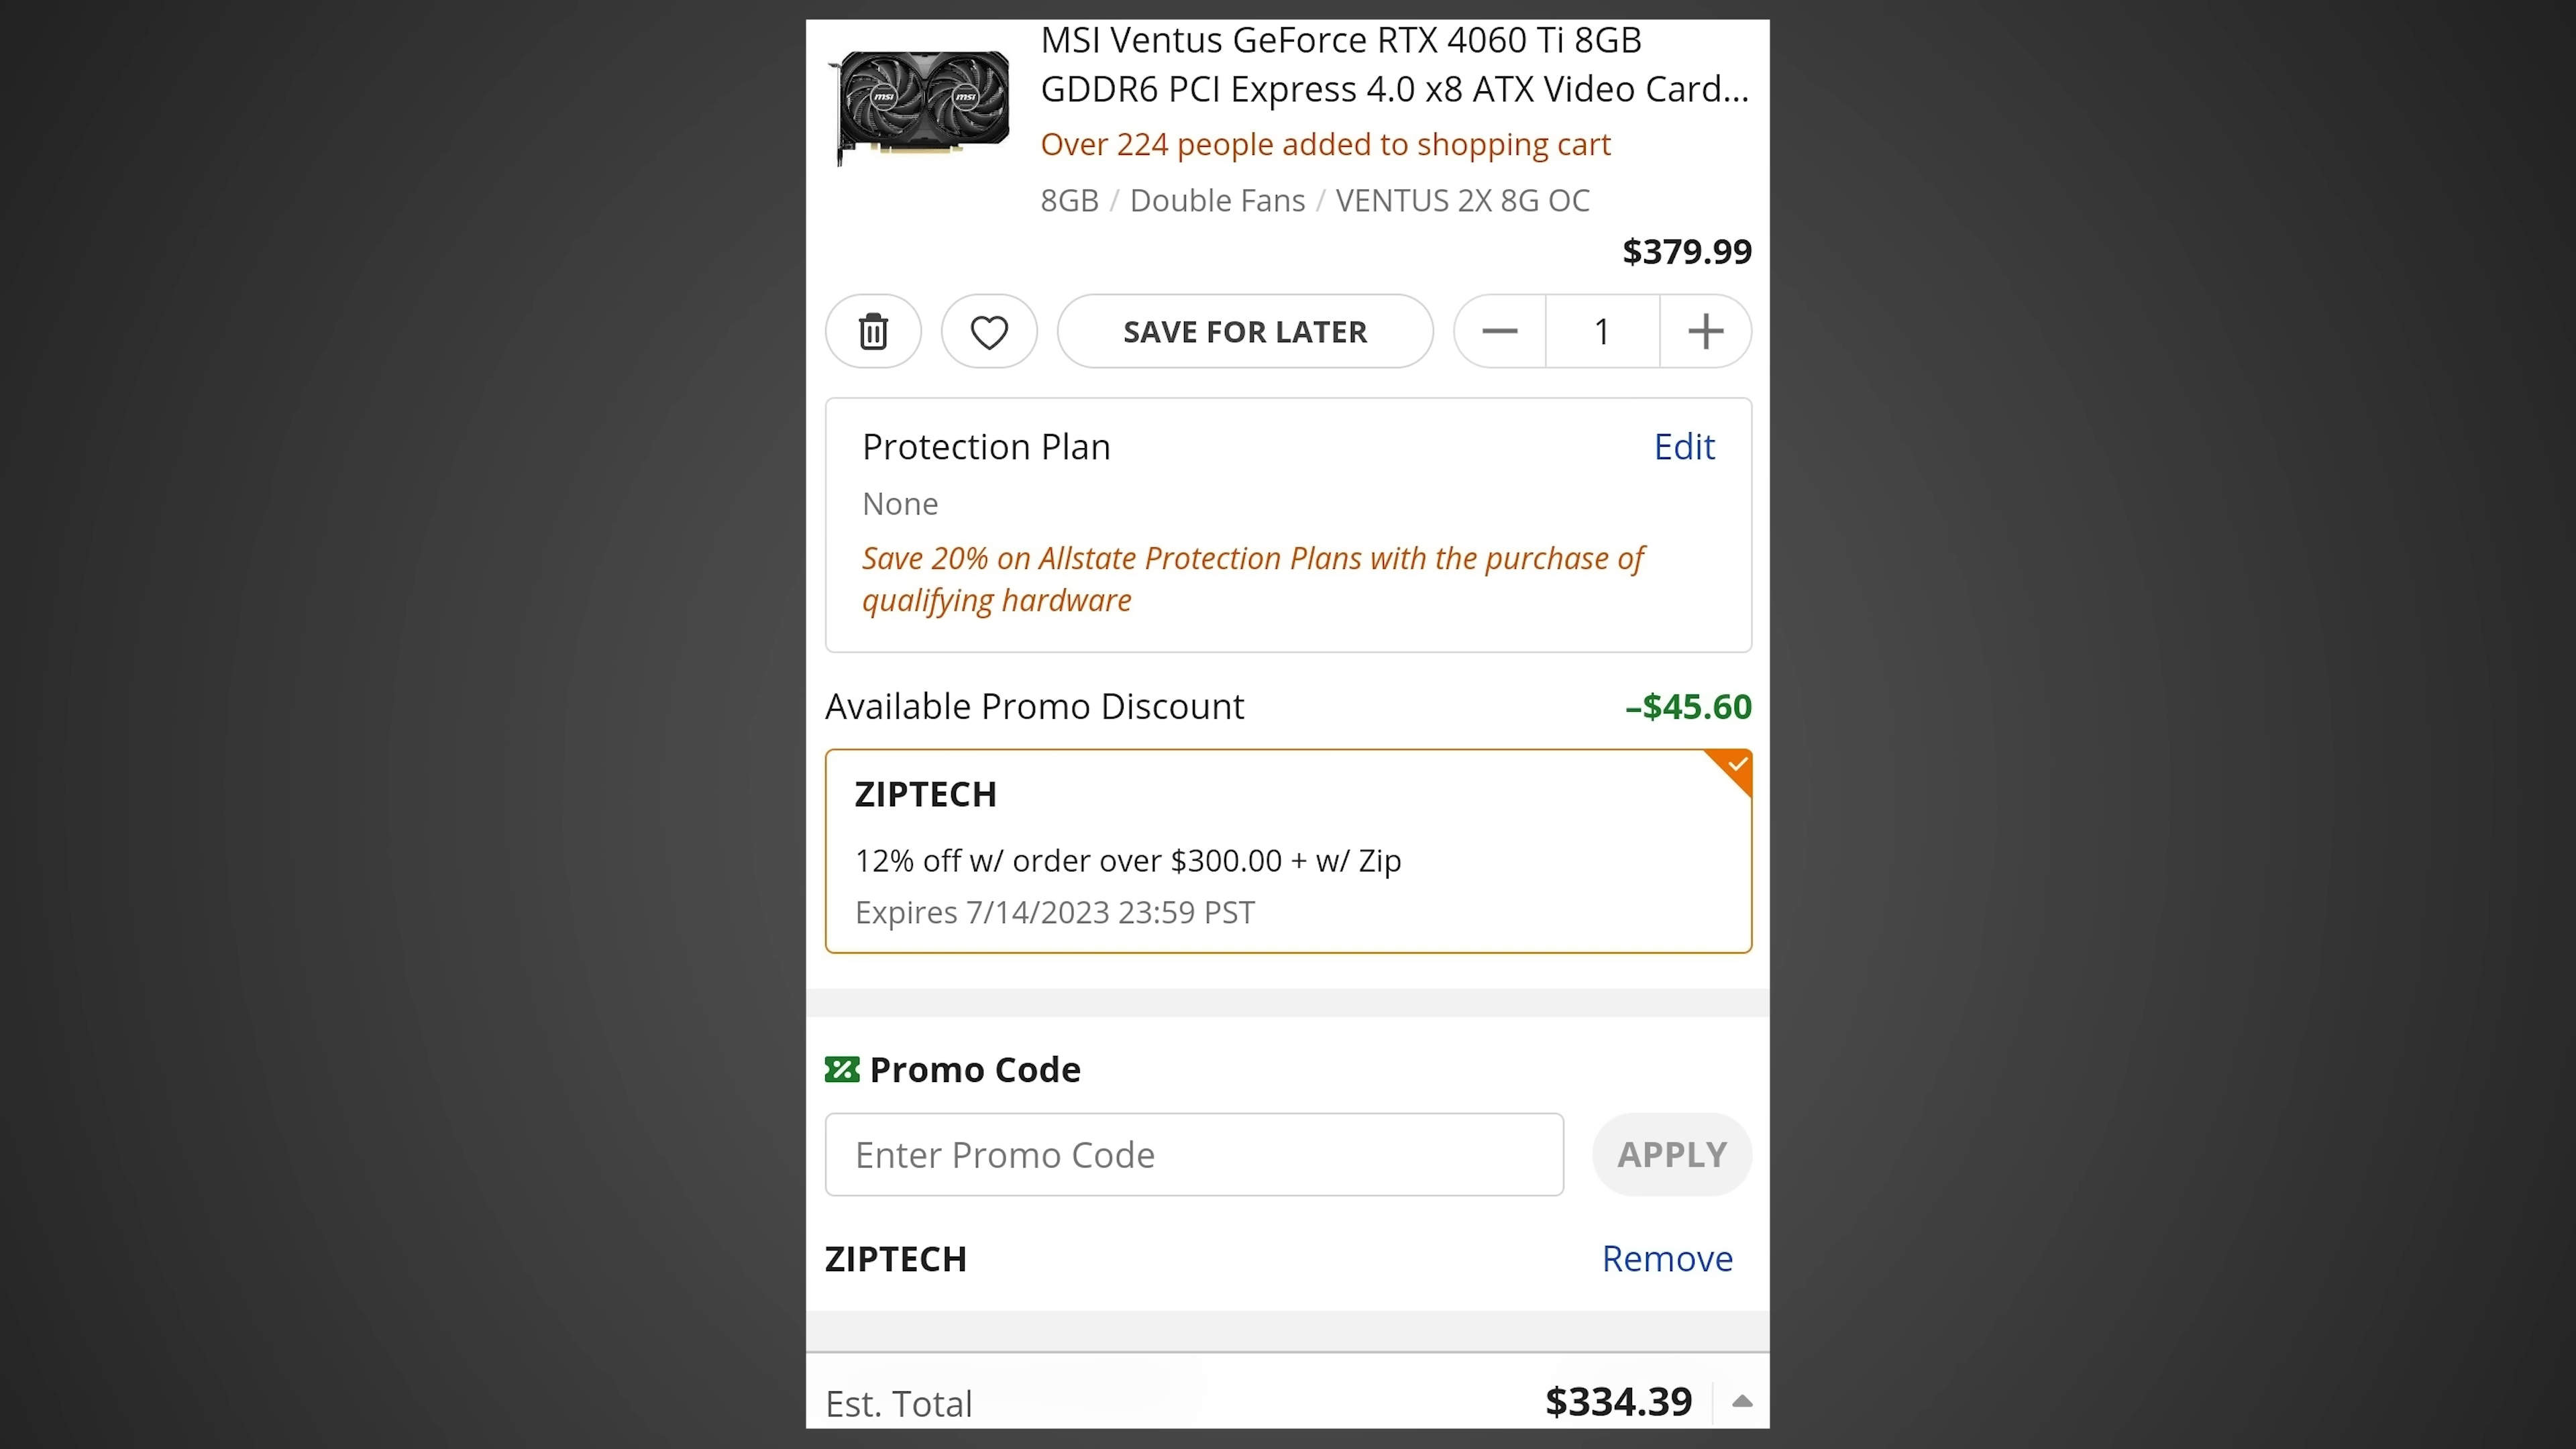 MSI Ventus GeForce RTX 4060 Ti 8GB
GDDR6 PCI Express 4.0 x8 ATX Video Card...
msi msi
Over 224 people added to shopping cart
8GB / Double Fans / VENTUS 2X 8G OC
$379.99
SAVE FOR LATER
1
Protection Plan Edit
None
Save 20% on Allstate Protection Plans with the purchase of
qualifying hardware
Available Promo Discount –$45.60
ZIPTECH
12% off w/ order over $300.00 + w/ Zip
Expires 7/14/2023 23:59 PST
Promo Code
Enter Promo Code APPLY
ZIPTECH Remove
Est. Total $334.39